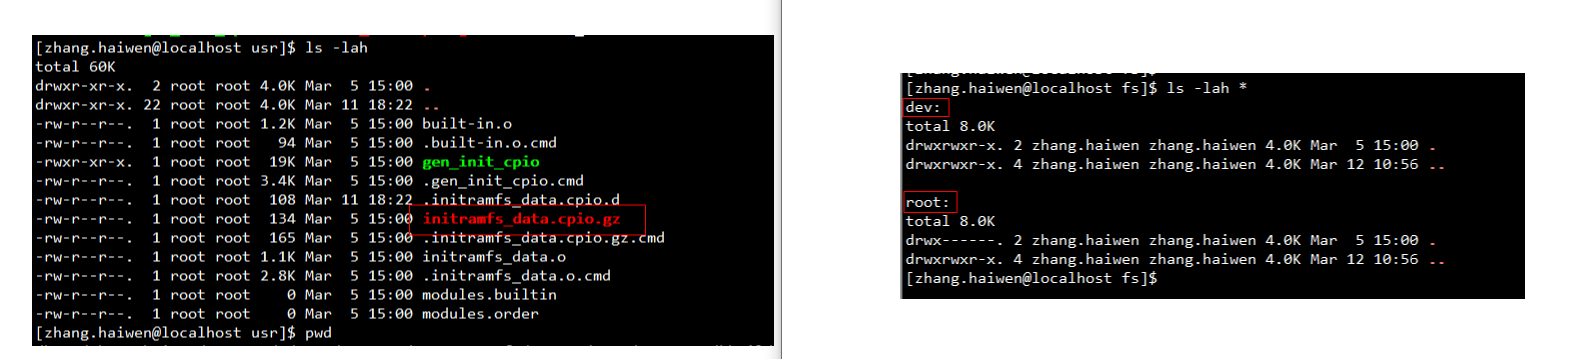 [zhang.haiwen@localhost usr]$ ls -lah
total 60K
drwxr-xr-x.  2 root root 4.0K Mar  5 15:00 .
drwxr-xr-x. 22 root root 4.0K Mar 11 18:22 ..
-rw-r--r--.  1 root root 1.2K Mar  5 15:00 built-in.o
-rw-r--r--.  1 root root   94 Mar  5 15:00 .built-in.o.cmd
-rwxr-xr-x.  1 root root  19K Mar  5 15:00 gen_init_cpio
-rw-r--r--.  1 root root 3.4K Mar  5 15:00 .gen_init_cpio.cmd
-rw-r--r--.  1 root root  108 Mar 11 18:22 .initramfs_data.cpio.d
-rw-r--r--.  1 root root  134 Mar  5 15:00 initramfs_data.cpio.gz
-rw-r--r--.  1 root root  165 Mar  5 15:00 .initramfs_data.cpio.gz.cmd
-rw-r--r--.  1 root root 1.1K Mar  5 15:00 initramfs_data.o
-rw-r--r--.  1 root root 2.8K Mar  5 15:00 .initramfs_data.o.cmd
-rw-r--r--.  1 root root    0 Mar  5 15:00 modules.builtin
-rw-r--r--.  1 root root    0 Mar  5 15:00 modules.order
[zhang.haiwen@localhost usr]$ pwd
[zhang.haiwen@localhost fs]$ ls -lah *
dev:
total 8.0K
drwxrwxr-x. 2 zhang.haiwen zhang.haiwen 4.0K Mar  5 15:00 .
drwxrwxr-x. 4 zhang.haiwen zhang.haiwen 4.0K Mar 12 10:56 ..
root:
total 8.0K
drwx------. 2 zhang.haiwen zhang.haiwen 4.0K Mar  5 15:00 .
drwxrwxr-x. 4 zhang.haiwen zhang.haiwen 4.0K Mar 12 10:56 ..
[zhang.haiwen@localhost fs]$